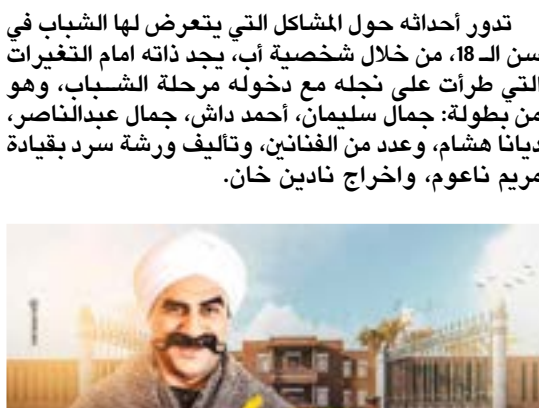 تدور أحداثه حول المشاكل التي يتعرض لها الشباب في
سن الـ 18، من خلال شخصية أب، يجد ذاته امام التغيرات
التي طرأت على نجله مع دخوله مرحلة الشباب، وهو
من بطولة: جمال سليمان، أحمد داش، جمال عبدالناصر،
ديانا هشام، وعدد من الفنانين، وتأليف ورشة سرد بقيادة
مريم ناعوم، واخراج نادين خان.